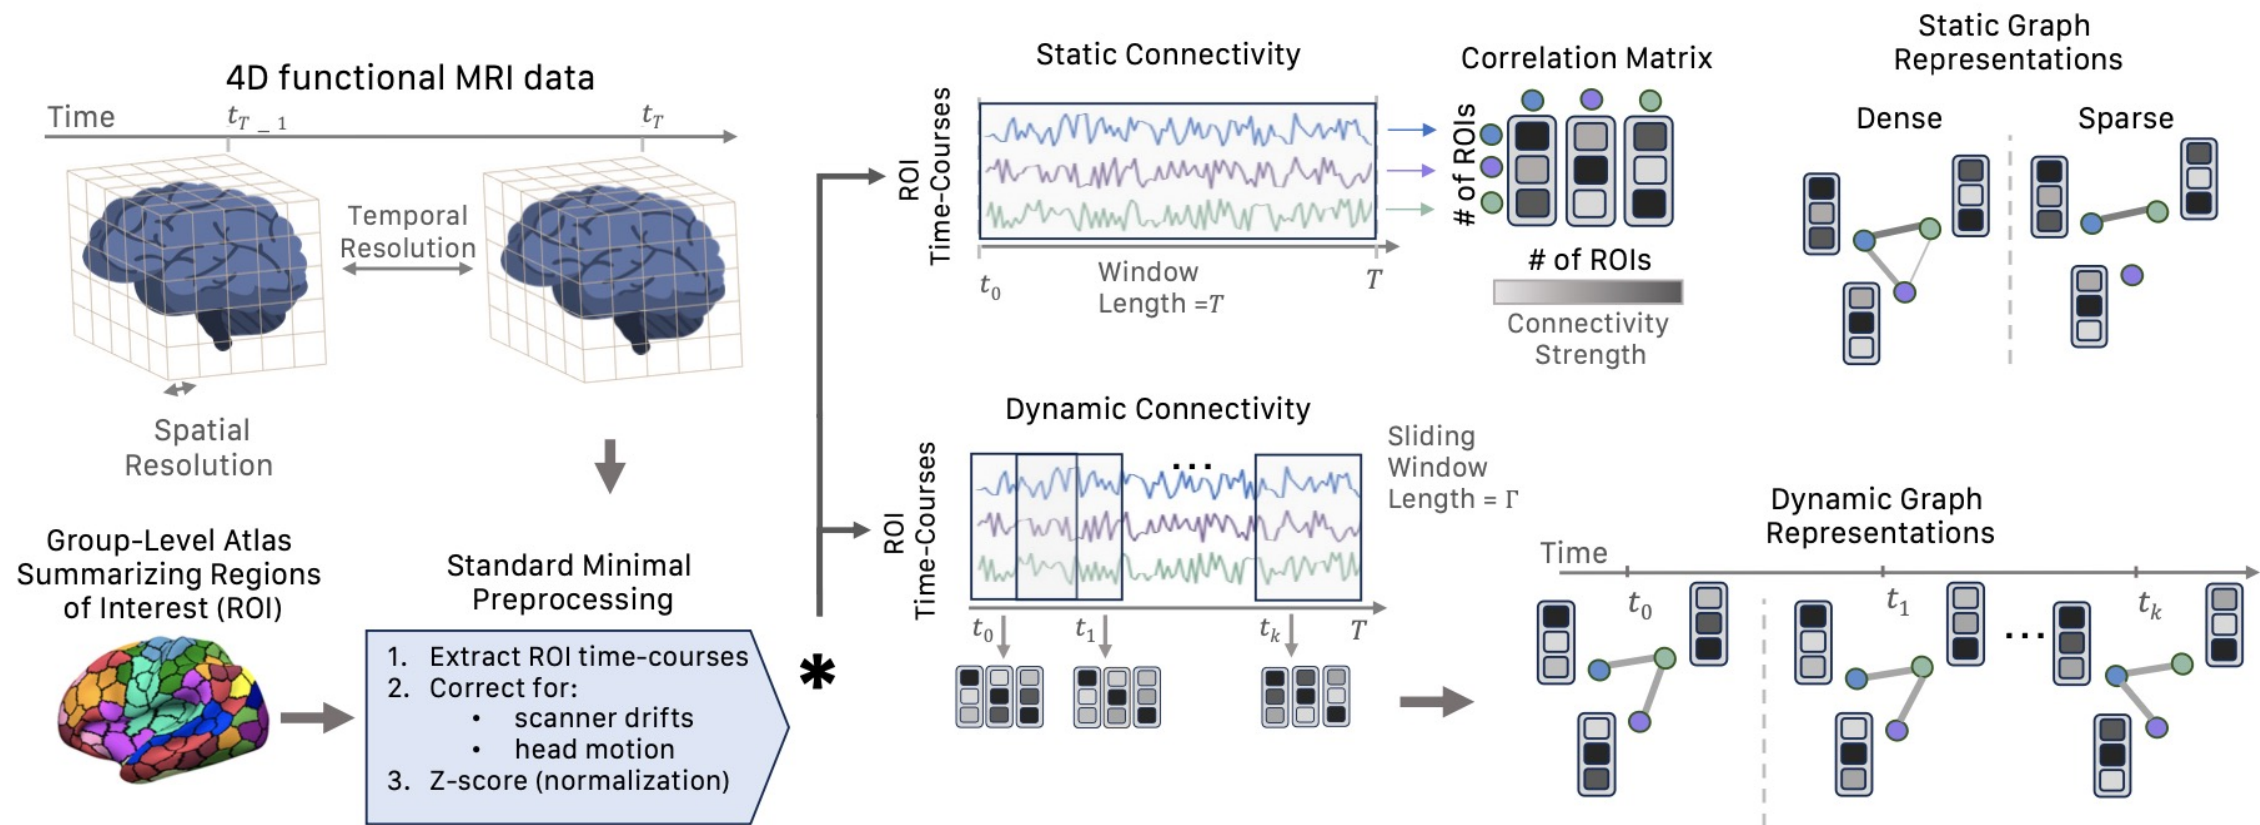 4D functional MRI data
Time
t_{T_1}
t_T
Temporal
Resolution
Spatial
Resolution
Group-Level Atlas
Summarizing Regions
of Interest (ROI)
Standard Minimal
Preprocessing
1. Extract ROI time-courses
2. Correct for:
• scanner drifts
• head motion
3. Z-score (normalization)
*
Static Connectivity
ROI
Time-Courses
t_0
Window
Length =T
T
Correlation Matrix
# of ROIs
# of ROIs
Connectivity
Strength
Static Graph
Representations
Dense
Sparse
Dynamic Connectivity
ROI
Time-Courses
...
Sliding
Window
Length = Γ
t_0
t_1
t_k
T
Dynamic Graph
Representations
Time
t_0
t_1
...
t_k